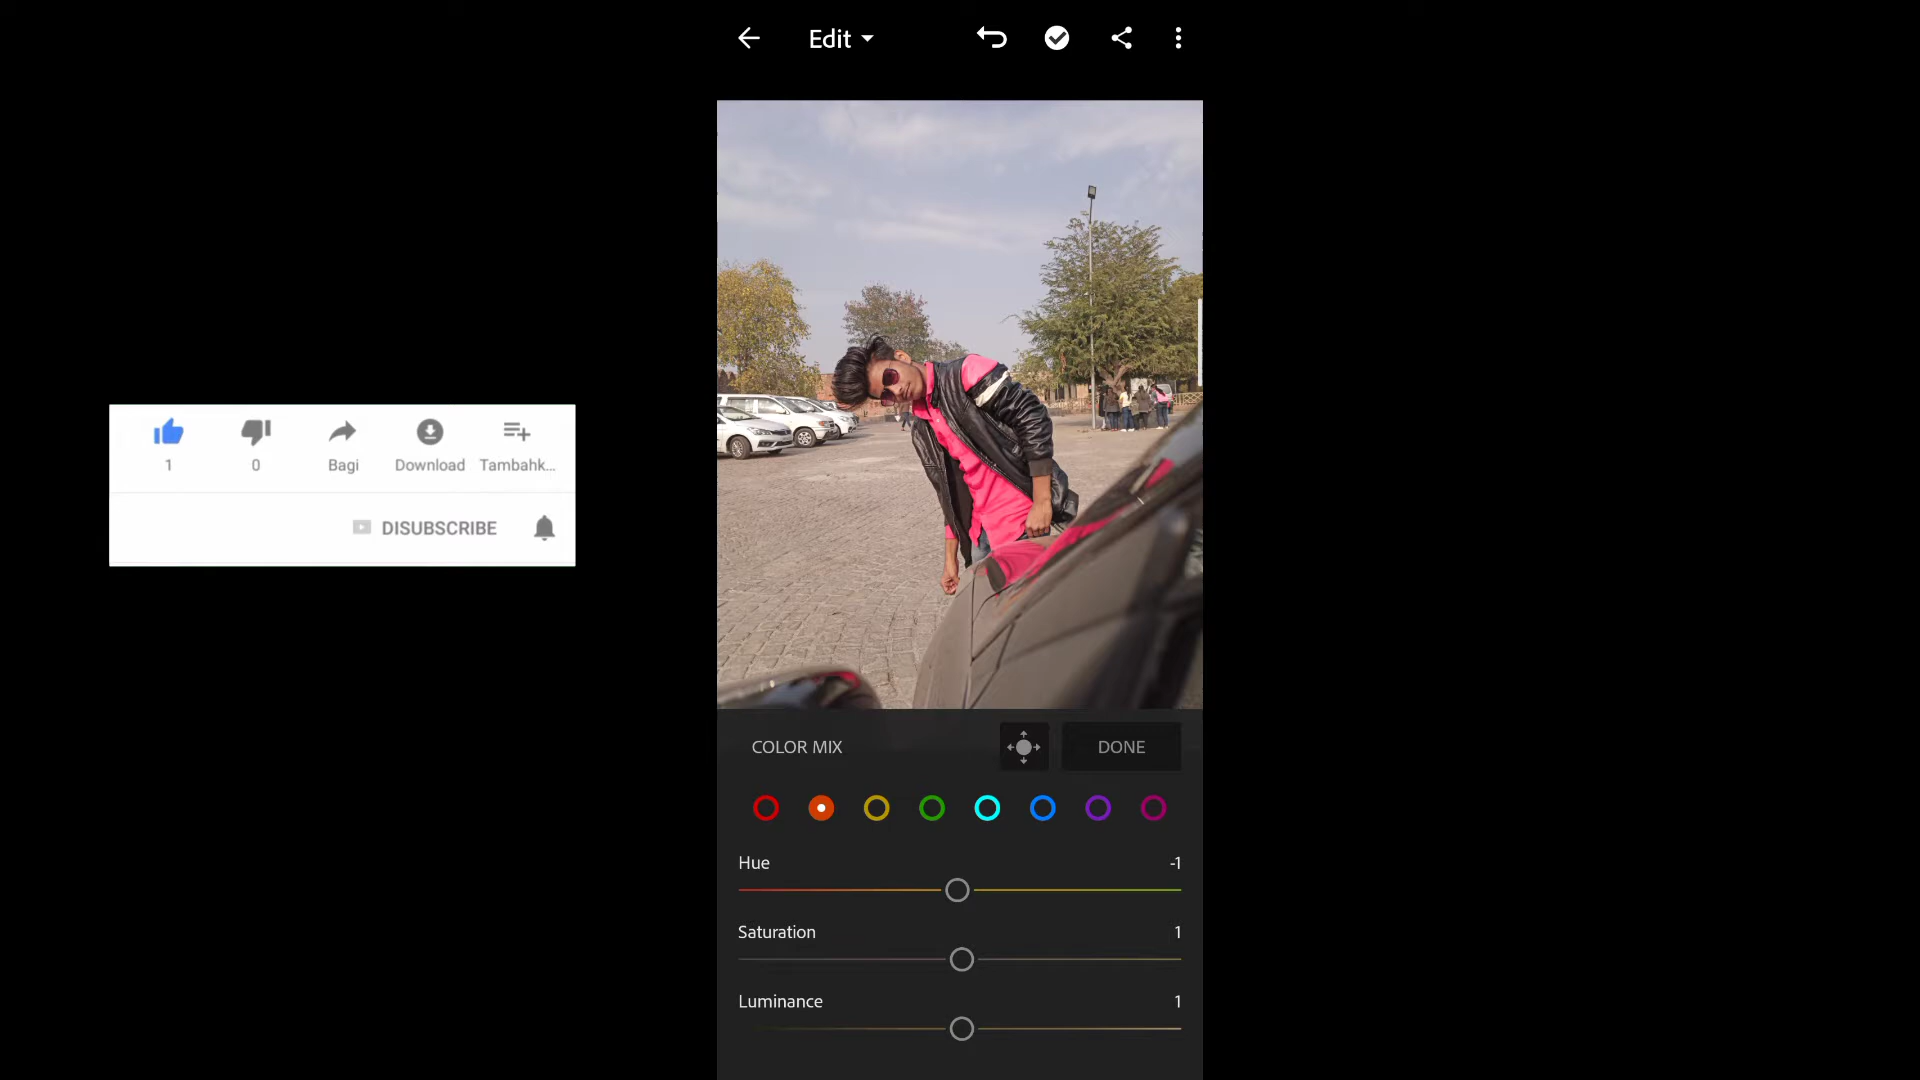 Edit
1
0
Bagi
Download
Tambahk...
DISUBSCRIBE
COLOR MIX
DONE
Hue
-1
Saturation
1
Luminance
1